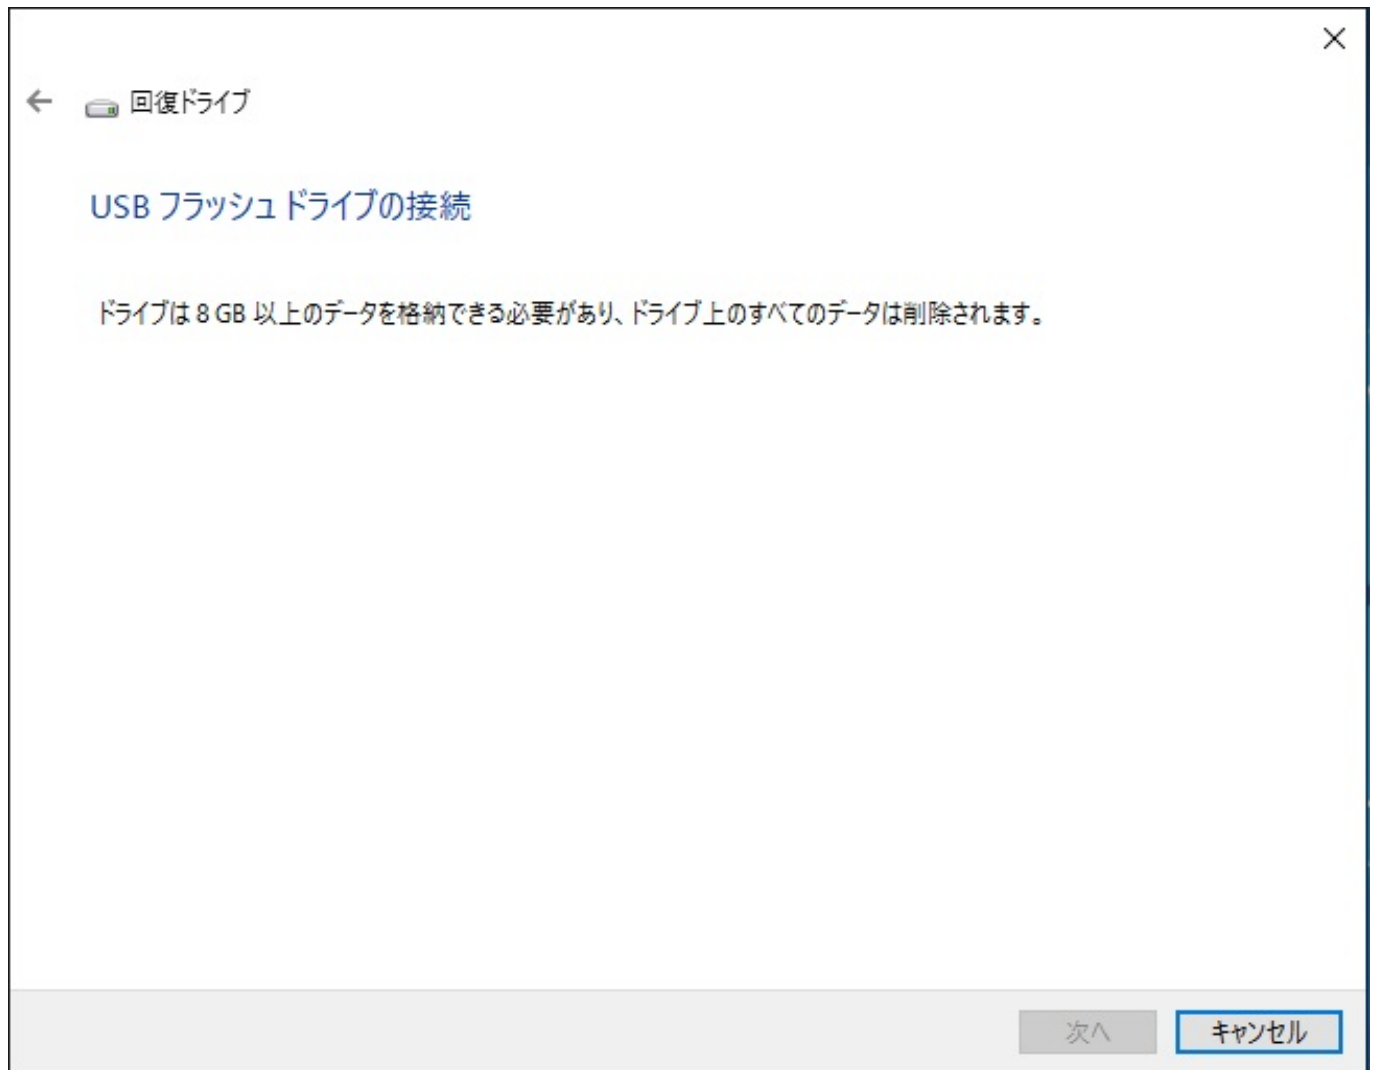 回復ドライブ
USB フラッシュ ドライブの接続
ドライブは 8 GB 以上のデータを格納できる必要があり、ドライブ上のすべてのデータは削除されます。
次へ
キャンセル